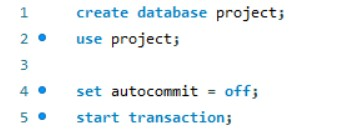 1 create database project;
2 use project;
3
4 set autocommit = off;
5 start transaction;